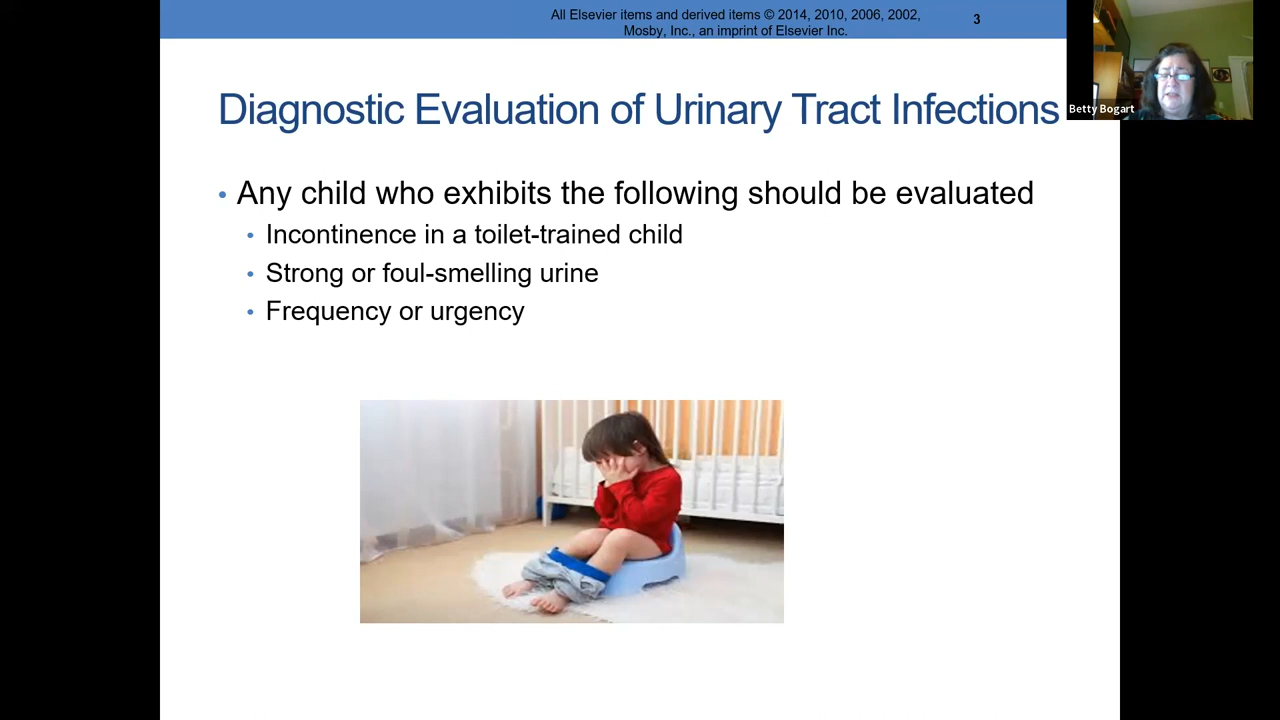 All Elsevier items and derived items © 2014, 2010, 2006, 2002,
Mosby, Inc., an imprint of Elsevier Inc.
3
Betty Bogart
Diagnostic Evaluation of Urinary Tract Infections
• Any child who exhibits the following should be evaluated
• Incontinence in a toilet-trained child
• Strong or foul-smelling urine
• Frequency or urgency